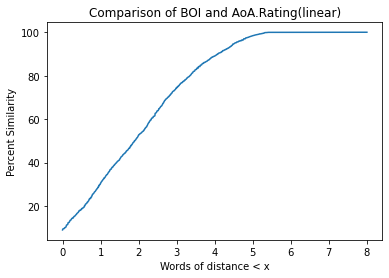 Comparison of BOI and AoA.Rating(linear)
100
80
60
40
20
Percent Similarity
0 1 2 3 4 5 6 7 8
Words of distance < x